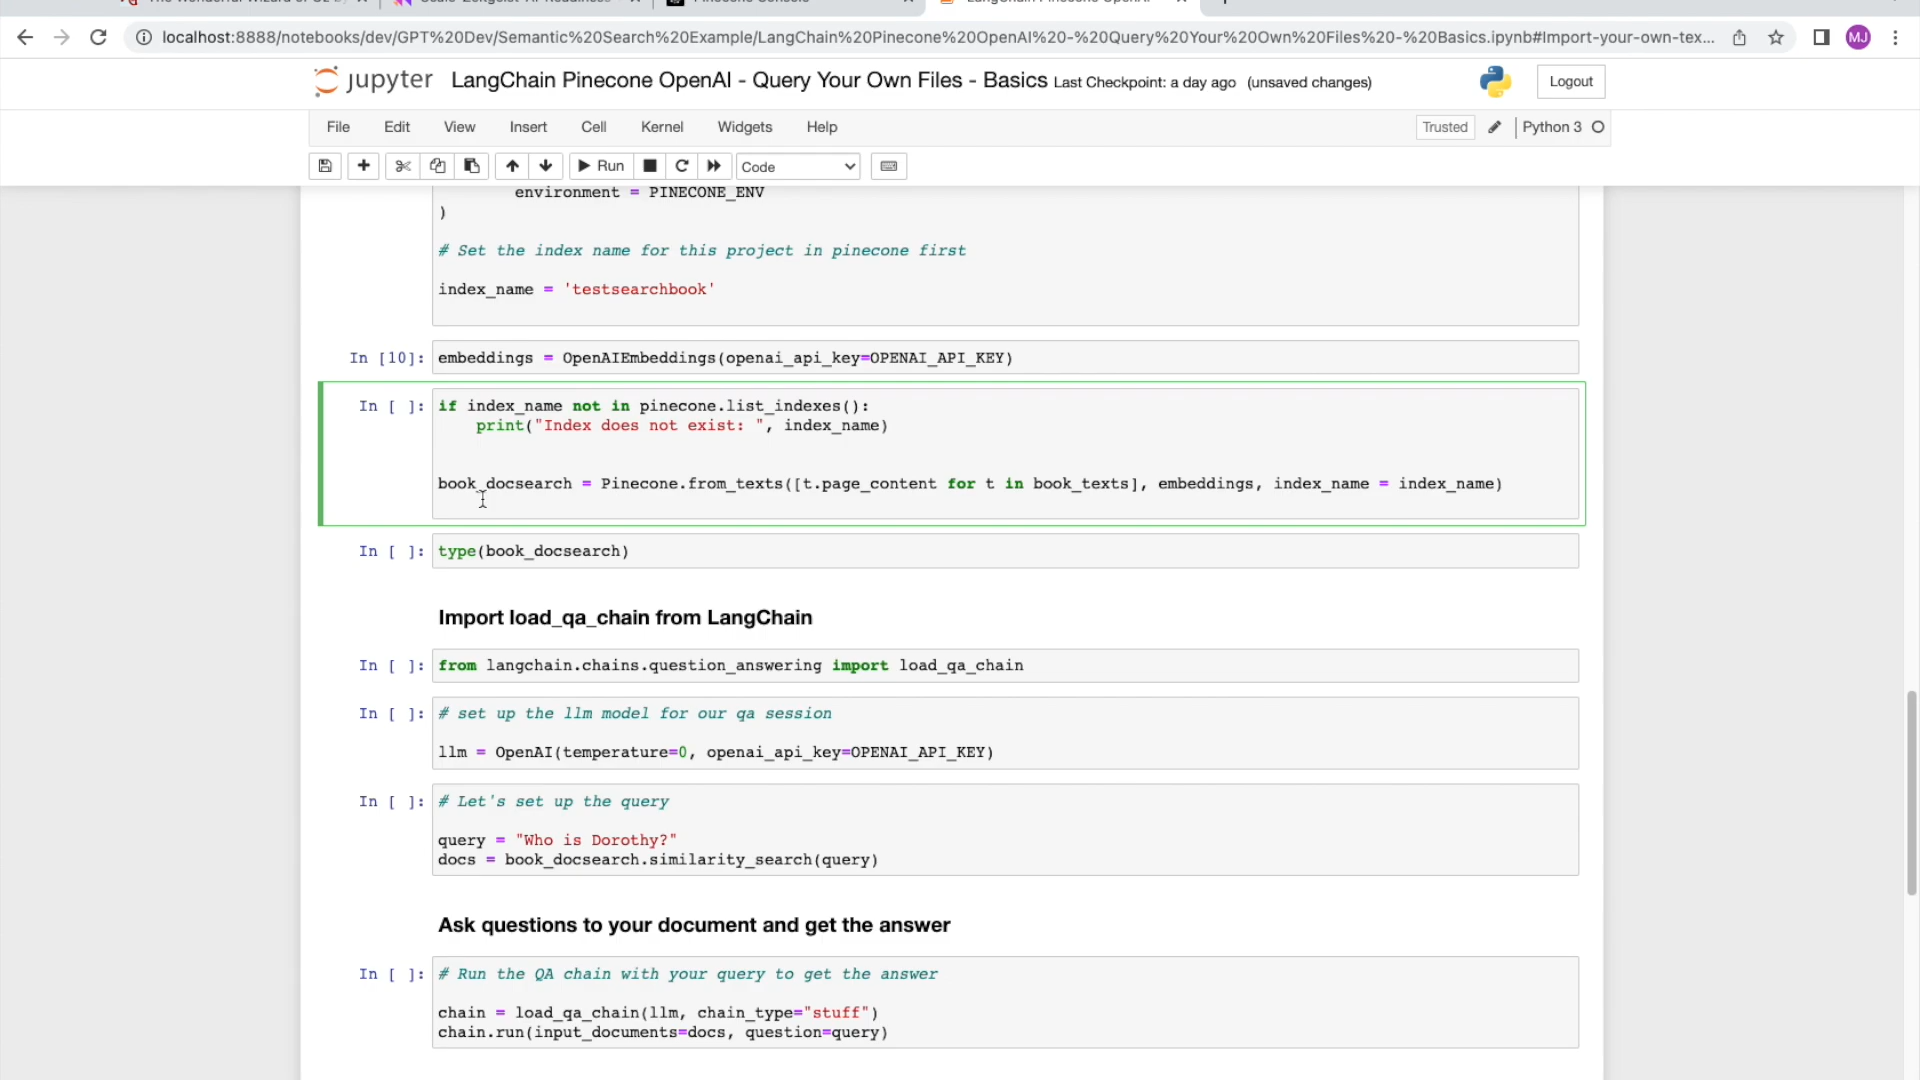 localhost:8888/notebooks/dev/GPT%20Dev/Semantic%20Search%20Example/LangChain%20Pinecone%20OpenAI%20-%20Query%20Your%20Own%20Files%20-%20Basics.ipynb#Import-your-own-tex...
MJ
jupyter LangChain Pinecone OpenAI - Query Your Own Files - Basics Last Checkpoint: a day ago (unsaved changes)
Logout
File Edit View Insert Cell Kernel Widgets Help
Trusted Python 3
Run Code
environment = PINECONE_ENV
)
# Set the index name for this project in pinecone first
index_name = 'testsearchbook'
In [10]: embeddings = OpenAIEmbeddings(openai_api_key=OPENAI_API_KEY)
In [ ]: if index_name not in pinecone.list_indexes():
print("Index does not exist: ", index_name)
book_docsearch = Pinecone.from_texts([t.page_content for t in book_texts], embeddings, index_name = index_name)
In [ ]: type(book_docsearch)
Import load_qa_chain from LangChain
In [ ]: from langchain.chains.question_answering import load_qa_chain
In [ ]: # set up the llm model for our qa session
llm = OpenAI(temperature=0, openai_api_key=OPENAI_API_KEY)
In [ ]: # Let's set up the query
query = "Who is Dorothy?"
docs = book_docsearch.similarity_search(query)
Ask questions to your document and get the answer
In [ ]: # Run the QA chain with your query to get the answer
chain = load_qa_chain(llm, chain_type="stuff")
chain.run(input_documents=docs, question=query)